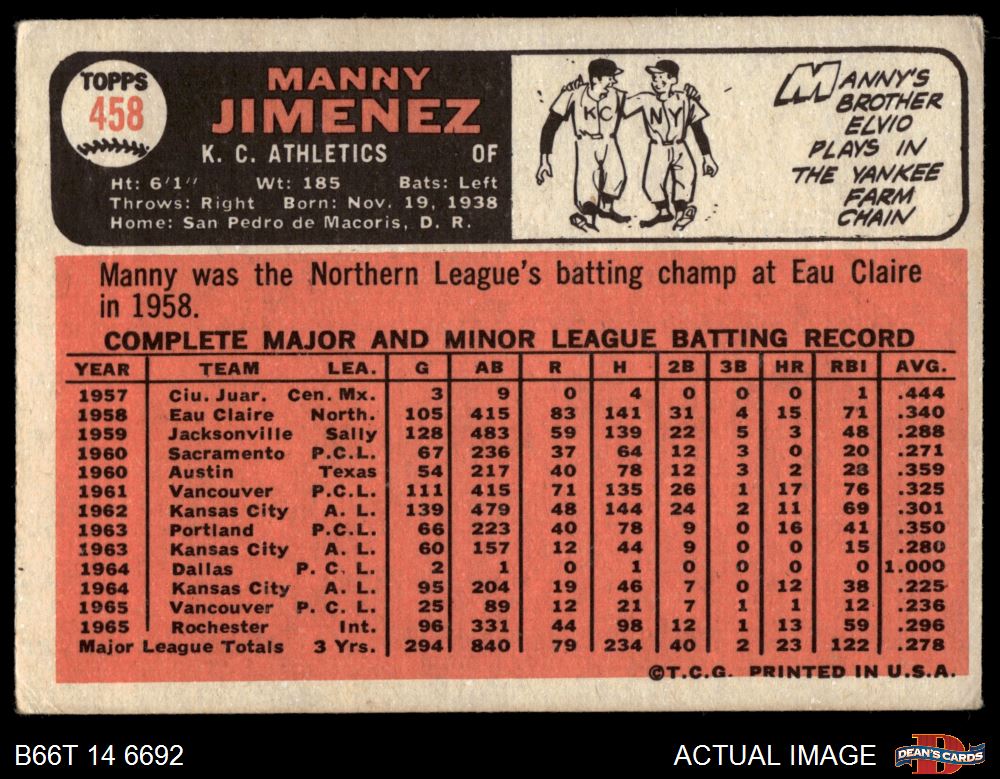 TOPPS
458
MANNY
JIMENEZ
K. C. ATHLETICS OF
Ht: 6'1" Wt: 185 Bats: Left
Throws: Right Born: Nov. 19, 1938
Home: San Pedro de Macoris, D. R.
KC
NY
MANNY'S
BROTHER
ELVIO
PLAYS IN
THE YANKEE
FARM
CHAIN
Manny was the Northern League's batting champ at Eau Claire
in 1958.
COMPLETE MAJOR AND MINOR LEAGUE BATTING RECORD
YEAR TEAM LEA. G AB R H 2B 3B HR RBI AVG.
1957 Ciu. Juar. Cen. Mx. 3 9 0 4 0 0 0 1 .444
1958 Eau Claire North. 105 415 83 141 31 4 15 71 .340
1959 Jacksonville Sally 128 483 59 139 22 5 3 48 .288
1960 Sacramento P.C.L. 67 236 37 64 12 3 0 20 .271
1960 Austin Texas 54 217 40 78 12 3 2 28 .359
1961 Vancouver P.C.L. 111 415 71 135 26 1 17 76 .325
1962 Kansas City A. L. 139 479 48 144 24 2 11 69 .301
1963 Portland P.C.L. 66 223 40 78 9 0 16 41 .350
1963 Kansas City A. L. 60 157 12 44 9 0 0 15 .280
1964 Dallas P. C. L. 2 1 0 1 0 0 0 0 1.000
1964 Kansas City A. L. 95 204 19 46 7 0 12 38 .225
1965 Vancouver P. C. L. 25 89 12 21 7 1 1 12 .236
1965 Rochester Int. 96 331 44 98 12 1 13 59 .296
Major League Totals 3 Yrs. 294 840 79 234 40 2 23 122 .278
©T.C.G. PRINTED IN U.S.A.
B66T 14 6692
ACTUAL IMAGE
D
DEAN'S CARDS